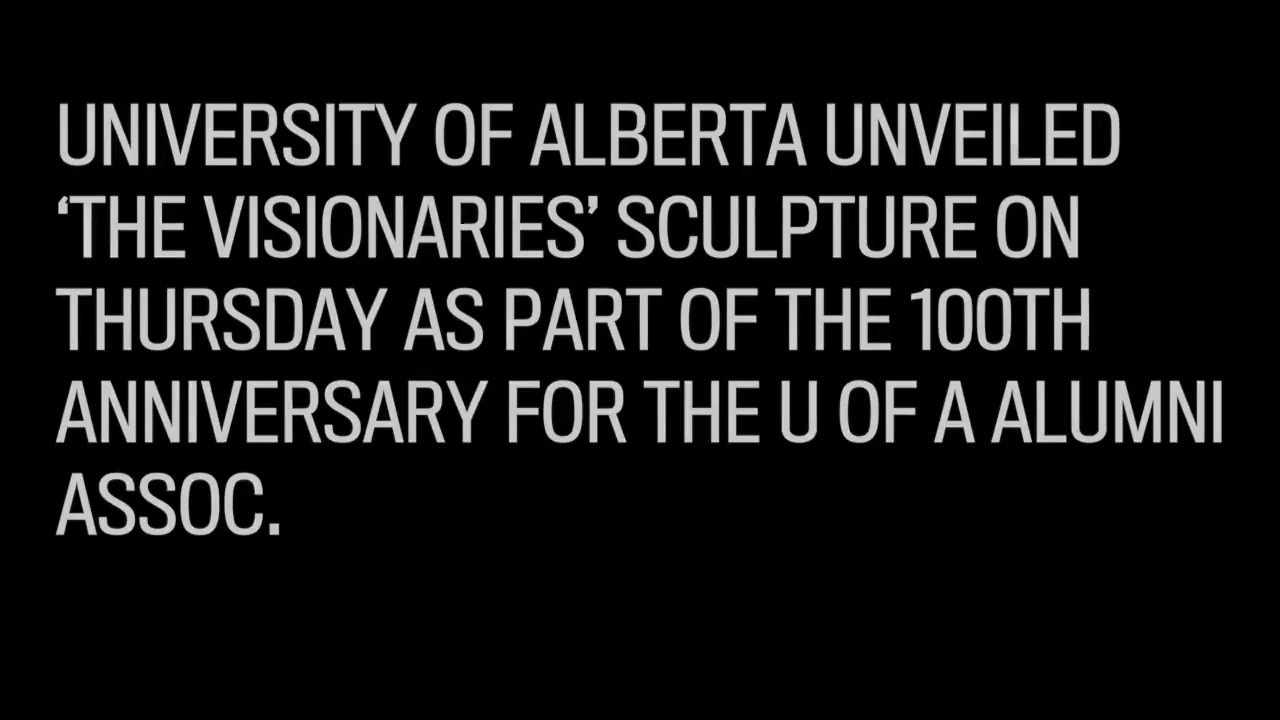 UNIVERSITY OF ALBERTA UNVEILED
‘THE VISIONARIES’ SCULPTURE ON
THURSDAY AS PART OF THE 100TH
ANNIVERSARY FOR THE U OF A ALUMNI
ASSOC.